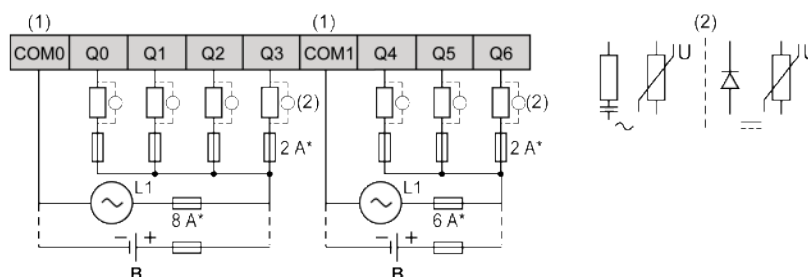 (1) (1) (2)
COM0 Q0 Q1 Q2 Q3 COM1 Q4 Q5 Q6
U U
(2) (2)
2 A* 2 A*
L1 L1
8 A* 6 A*
− + − +
B B